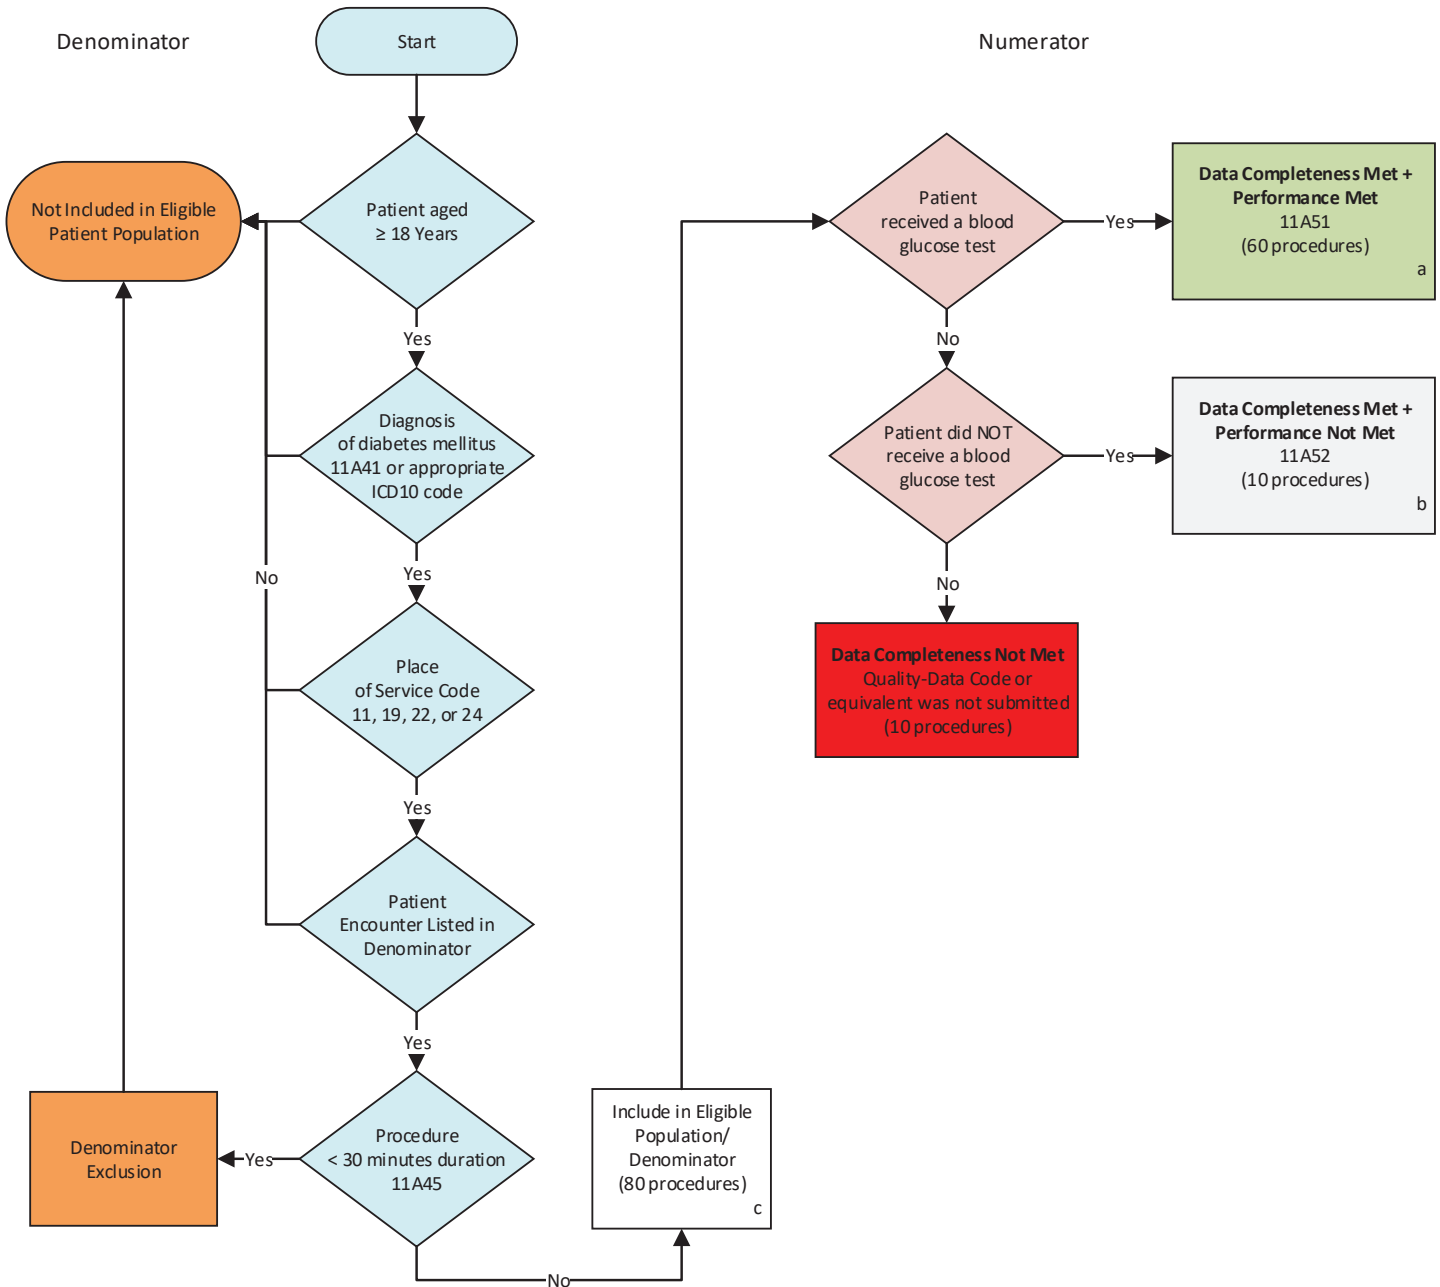 Denominator
Start
Numerator
Not Included in Eligible
Patient Population
Patient aged
≥ 18 Years
Yes
Diagnosis
of diabetes mellitus
11A41 or appropriate
ICD10 code
Yes
No
Place
of Service Code
11, 19, 22, or 24
Yes
Patient
Encounter Listed in
Denominator
Yes
Procedure
< 30 minutes duration
11A45
Yes
Denominator
Exclusion
No
Include in Eligible
Population/
Denominator
(80 procedures)
c
Patient
received a blood
glucose test
Yes
Data Completeness Met +
Performance Met
11A51
(60 procedures)
a
No
Patient did NOT
receive a blood
glucose test
Yes
Data Completeness Met +
Performance Not Met
11A52
(10 procedures)
b
No
Data Completeness Not Met
Quality-Data Code or
equivalent was not submitted
(10 procedures)